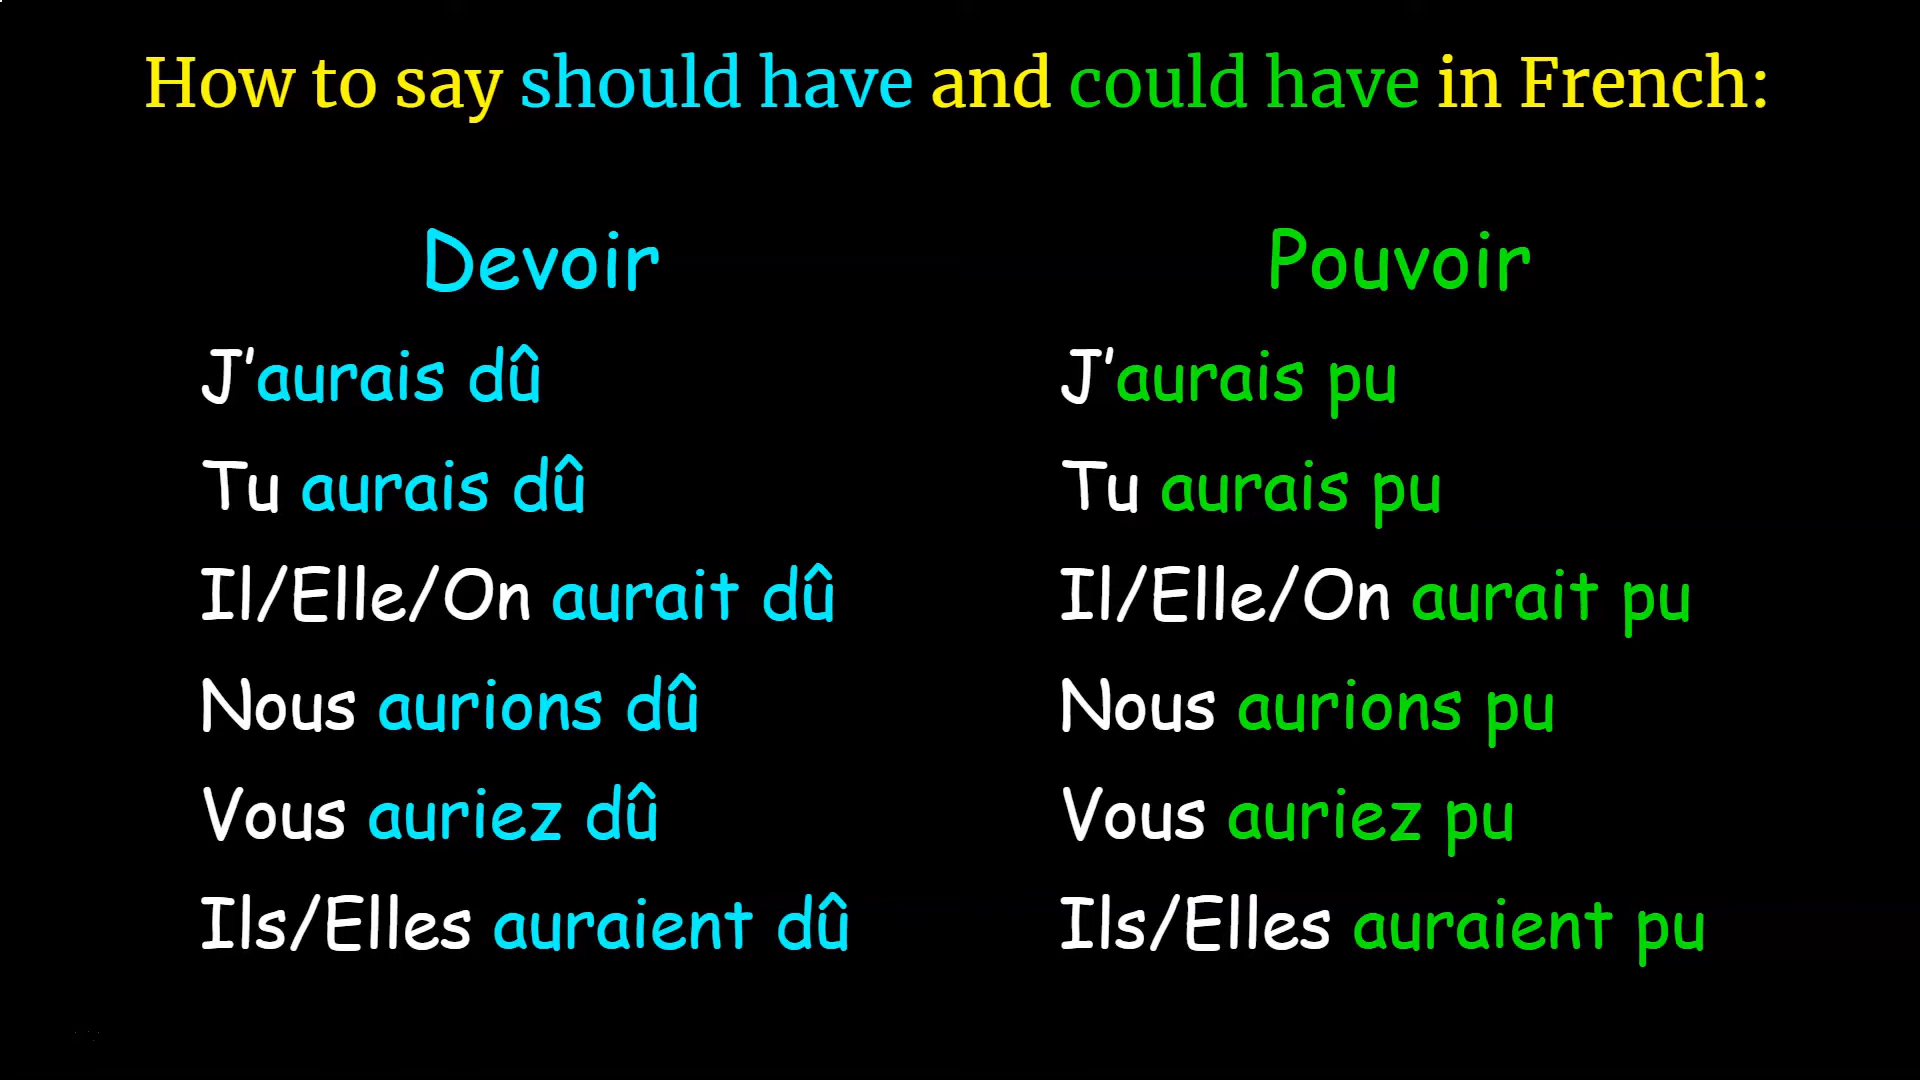 How to say should have and could have in French:
Devoir
J'aurais dû
Tu aurais dû
Il/Elle/On aurait dû
Nous aurions dû
Vous auriez dû
Ils/Elles auraient dû
Pouvoir
J'aurais pu
Tu aurais pu
Il/Elle/On aurait pu
Nous aurions pu
Vous auriez pu
Ils/Elles auraient pu